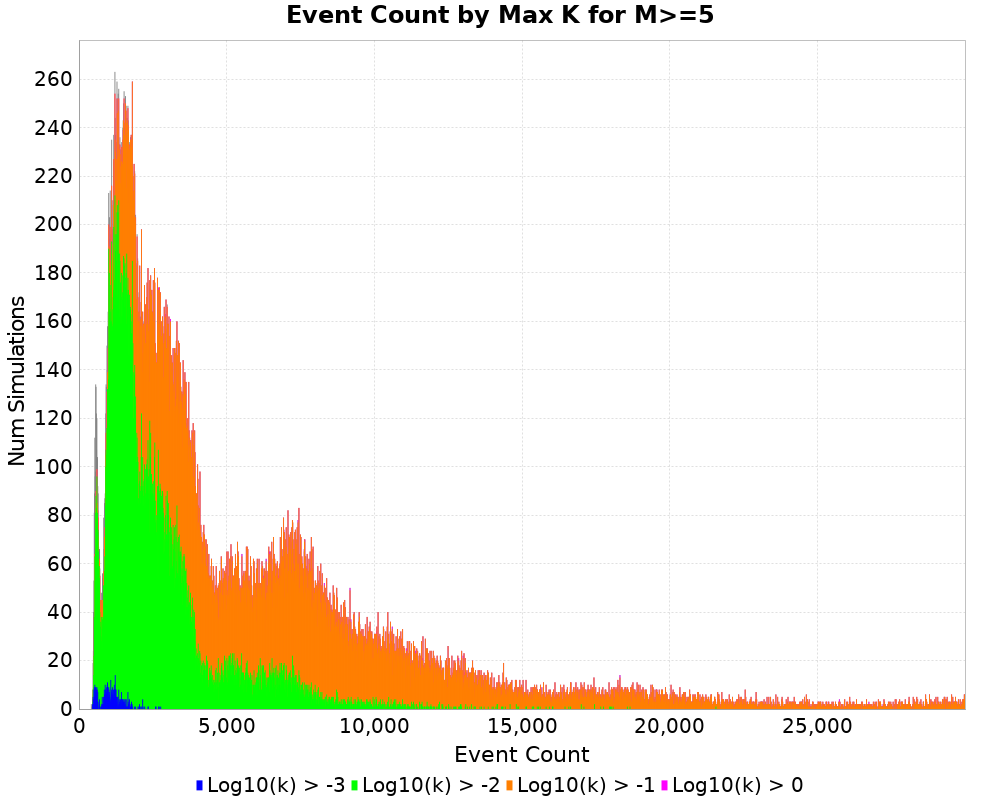 Event Count by Max K for M>=5
Num Simulations
260
240
220
200
180
160
140
120
100
80
60
40
20
0
0 5,000 10,000 15,000 20,000 25,000
Event Count
Log10(k) > -3 Log10(k) > -2 Log10(k) > -1 Log10(k) > 0